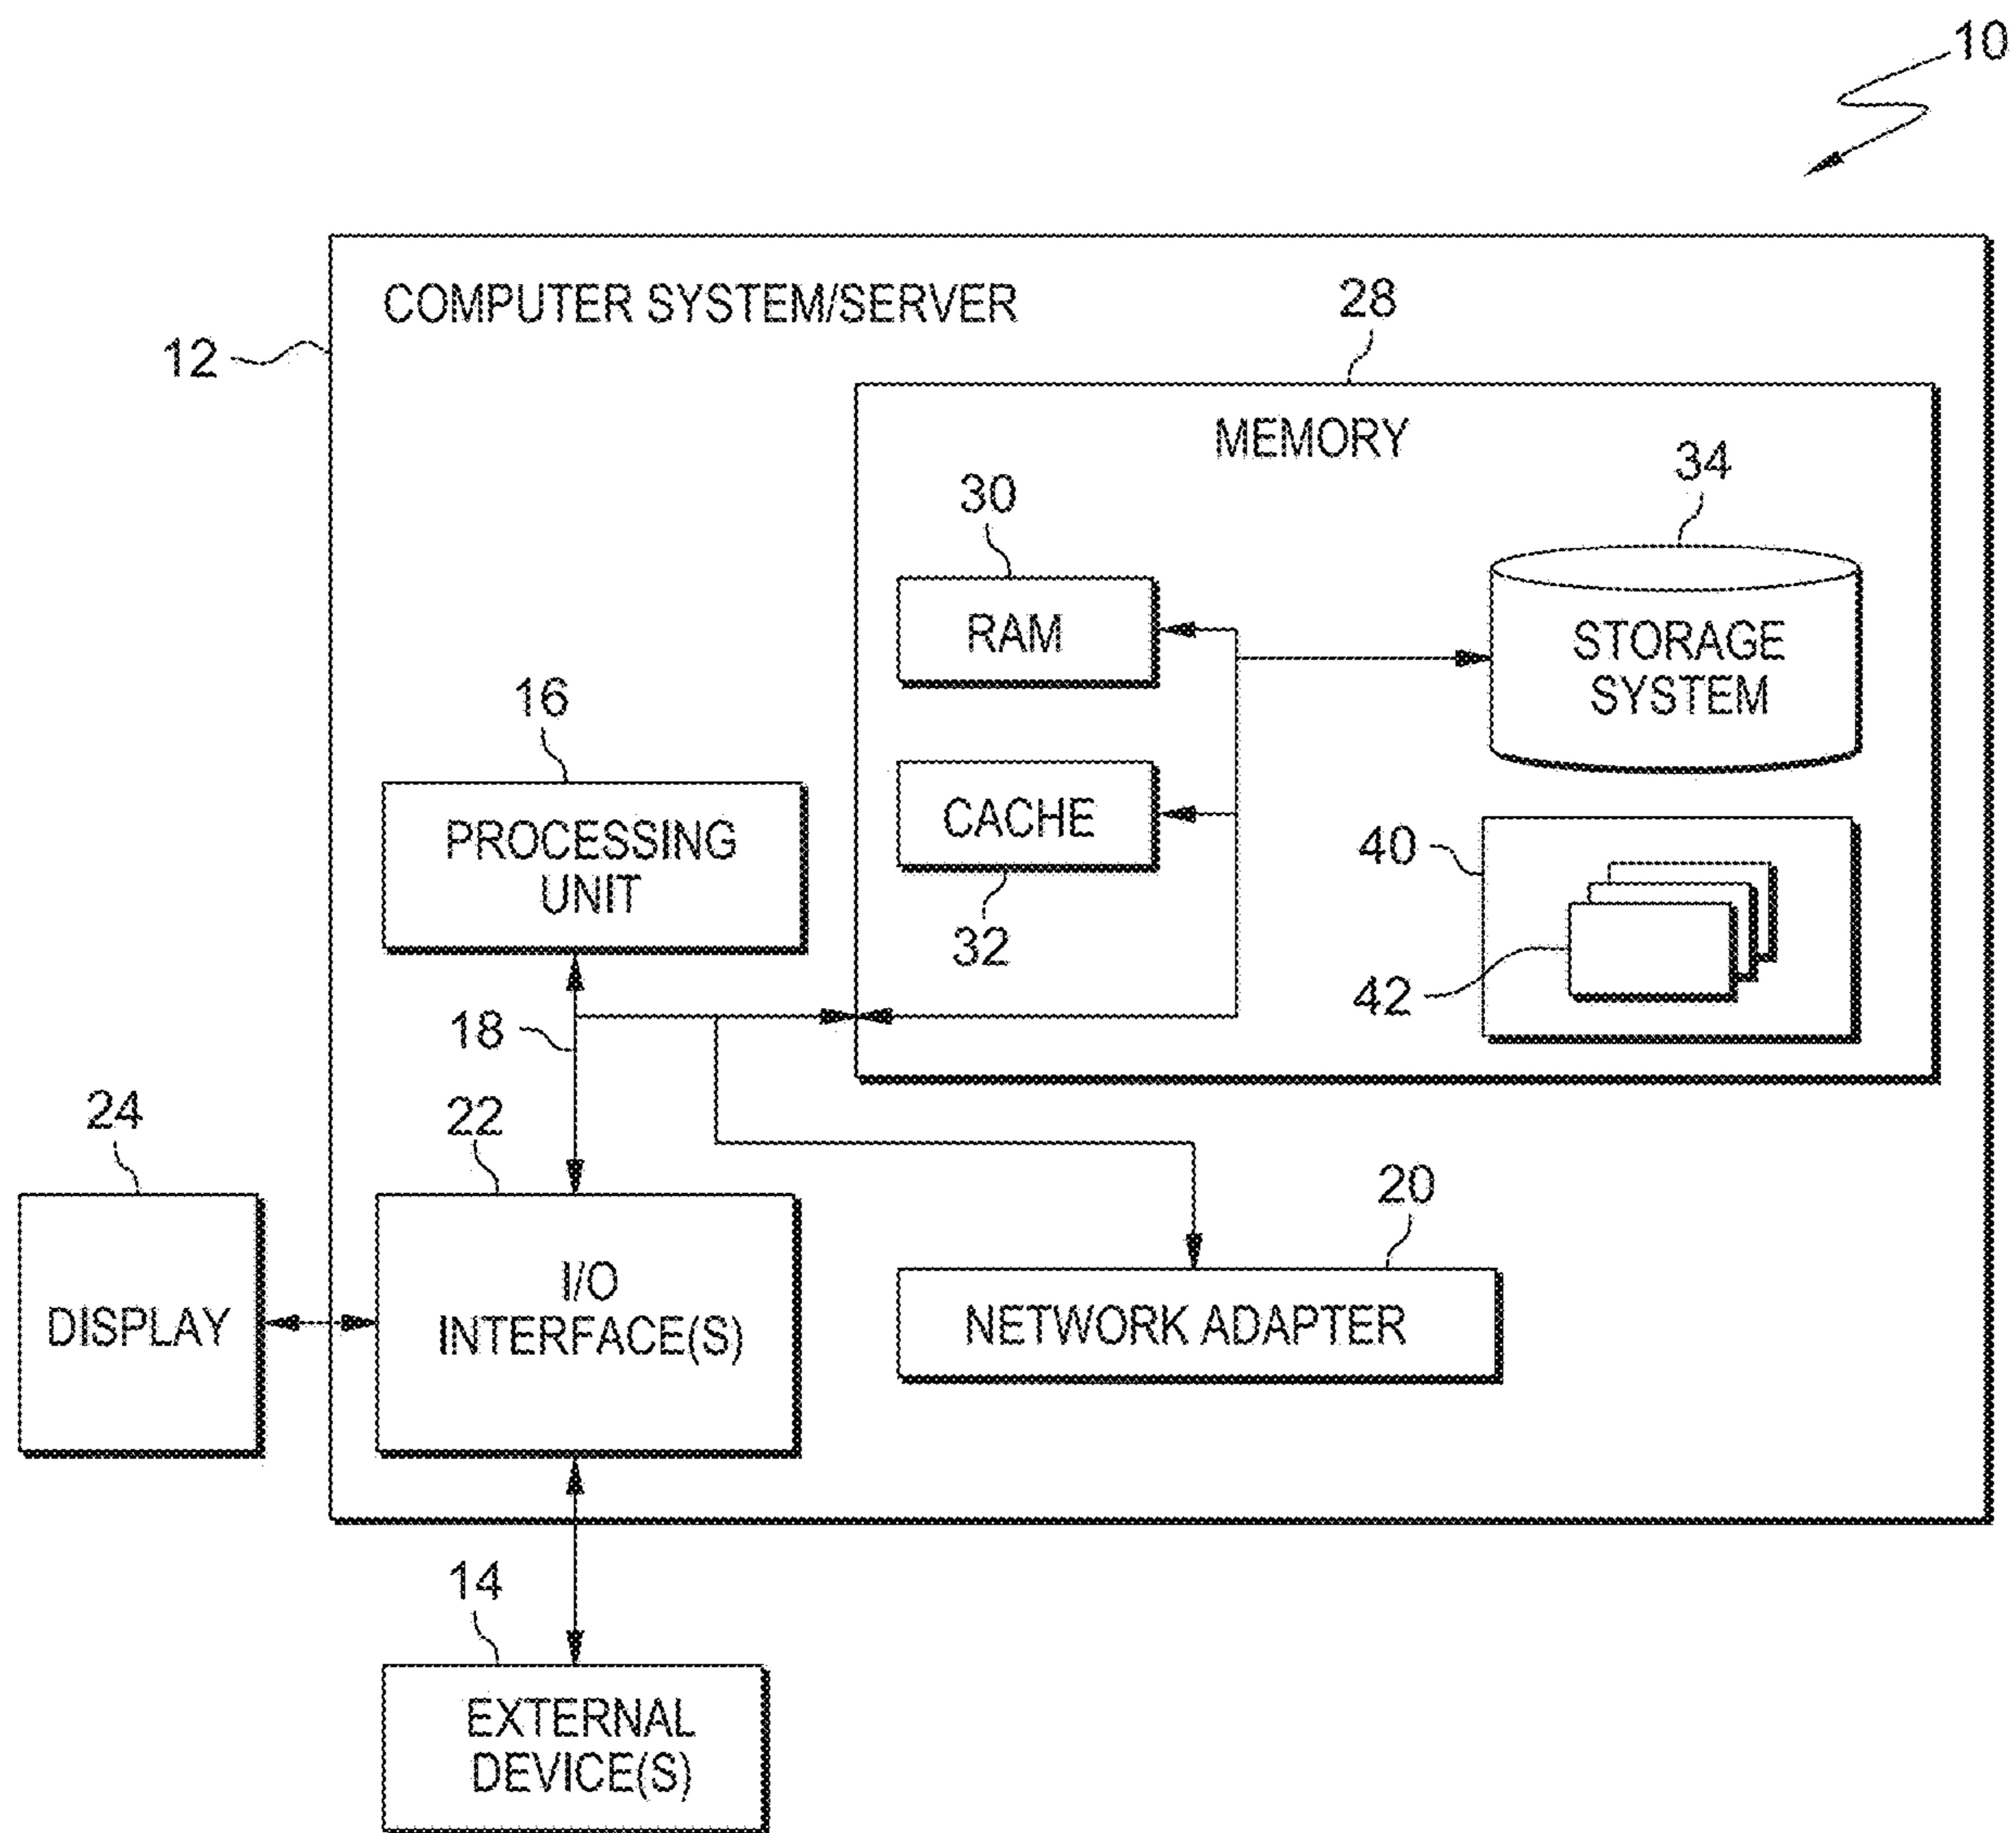 10
COMPUTER SYSTEM/SERVER
12
28
MEMORY
30
34
RAM
STORAGE
SYSTEM
16
PROCESSING
UNIT
CACHE
32
40
42
18
24
22
20
DISPLAY
I/O
INTERFACE(S)
NETWORK ADAPTER
14
EXTERNAL
DEVICE(S)